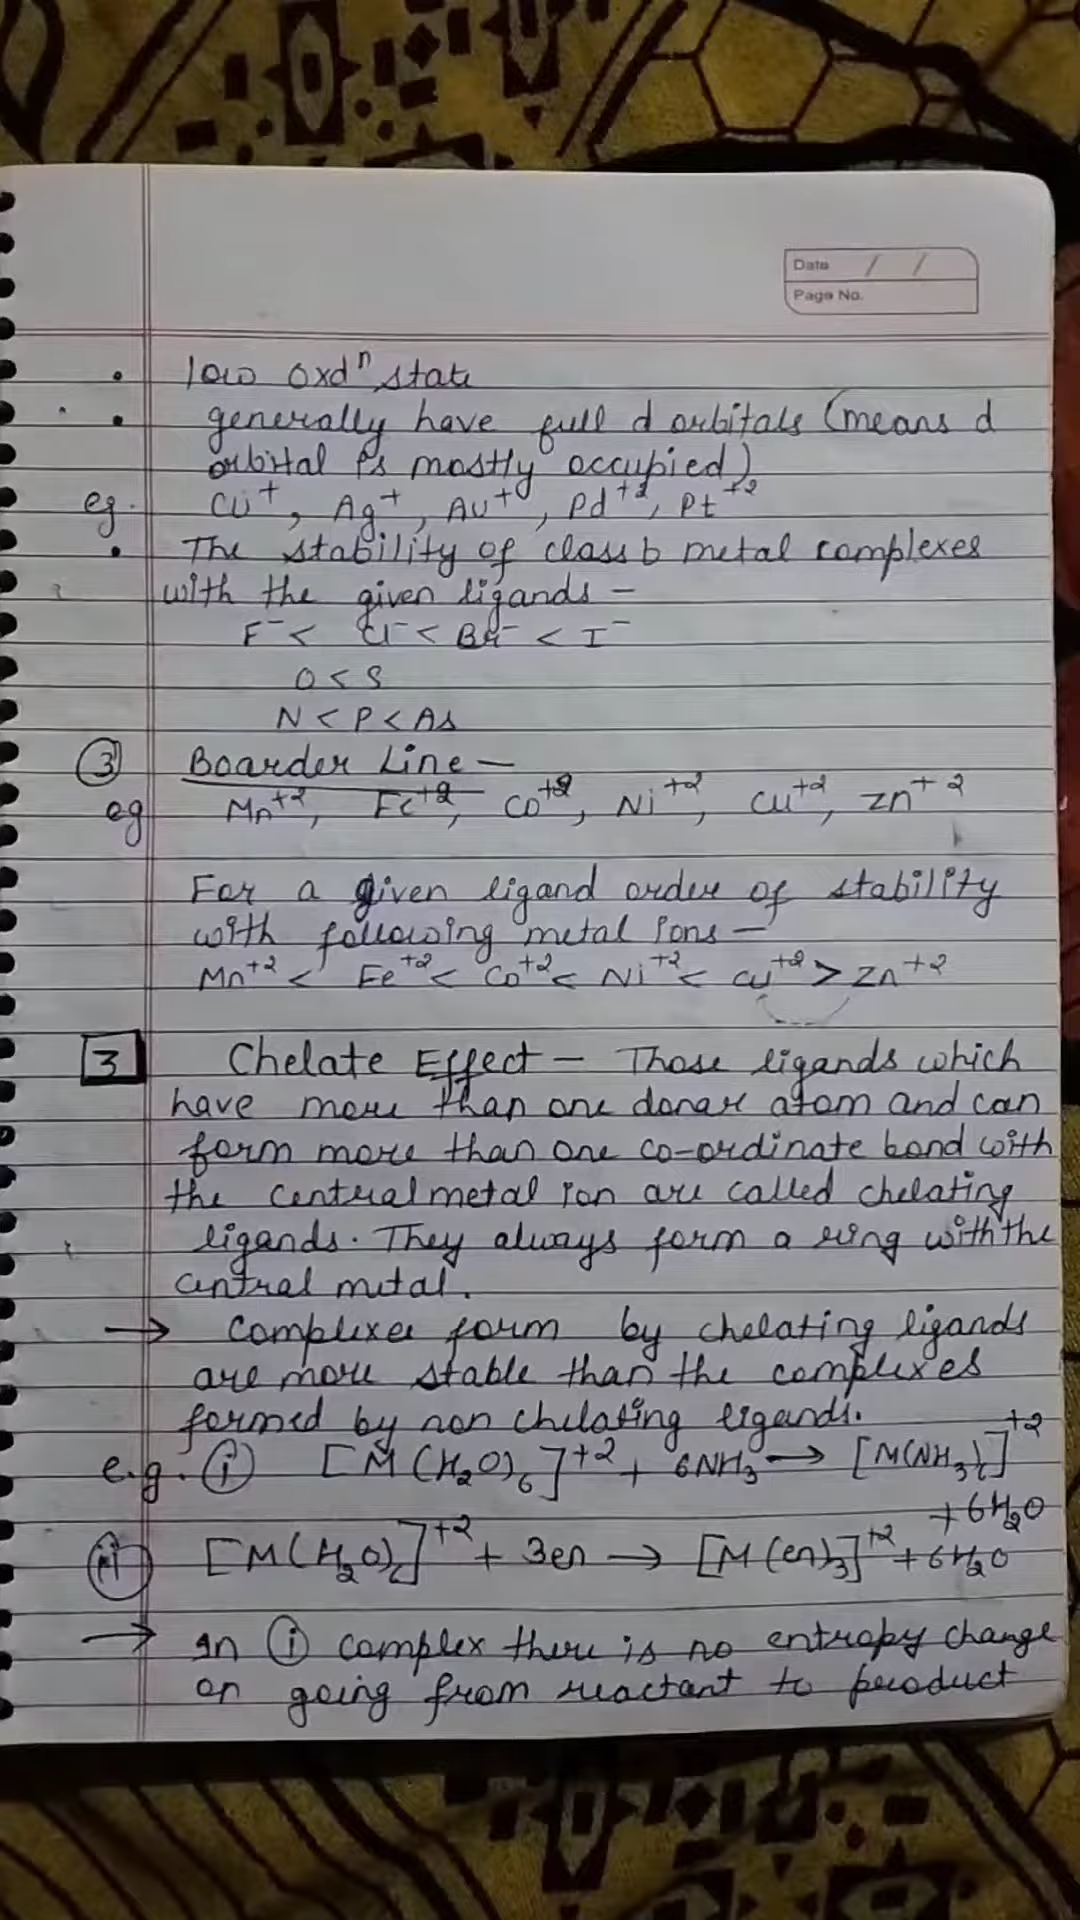 Date / /
Page No.
• low oxdⁿ state
• generally have full d orbitals (means d
orbital is mostly occupied)
eg. Cu⁺, Ag⁺, Au⁺, Pd⁺², Pt⁺²
• The stability of class b metal complexes
with the given ligands –
F⁻ < Cl⁻ < Br⁻ < I⁻
O < S
N < P < As
③ Boarder Line –
eg Mn⁺², Fe⁺², Co⁺², Ni⁺², Cu⁺², Zn⁺²
For a given ligand order of stability
with following metal ions –
Mn⁺² < Fe⁺² < Co⁺² < Ni⁺² < Cu⁺² > Zn⁺²
3 Chelate Effect – Those ligands which
have more than one donar atom and can
form more than one co-ordinate bond with
the central metal ion are called chelating
ligands. They always form a ring with the
central metal.
→ Complexes form by chelating ligands
are more stable than the complexes
formed by non chelating ligands.
e.g. (i) [M(H₂O)₆]⁺² + 6NH₃ → [M(NH₃)₆]⁺²
+ 6H₂O
(ii) [M(H₂O)₆]⁺² + 3en → [M(en)₃]⁺² + 6H₂O
→ In (i) complex there is no entropy change
on going from reactant to product